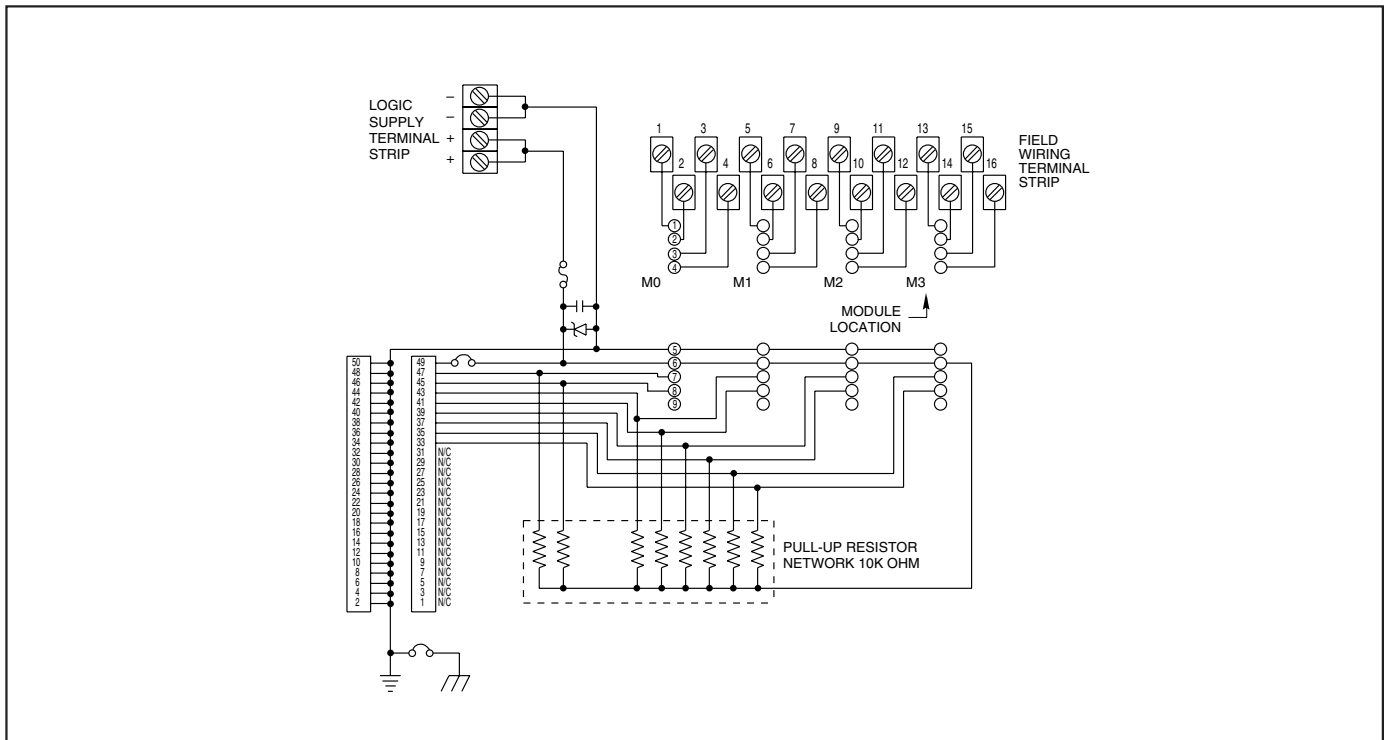 LOGIC
SUPPLY
TERMINAL
STRIP
–
–
+
+
1 3 5 7 9 11 13 15
2 4 6 8 10 12 14 16
FIELD
WIRING
TERMINAL
STRIP
1
2
3
4
M0 M1 M2 M3
MODULE
LOCATION
5
6
7
8
9
50 49
48 47
46 45
44 43
42 41
40 39
38 37
36 35
34 33
32 31 N/C
30 29 N/C
28 27 N/C
26 25 N/C
24 23 N/C
22 21 N/C
20 19 N/C
18 17 N/C
16 15 N/C
14 13 N/C
12 11 N/C
10 9 N/C
8 7 N/C
6 5 N/C
4 3 N/C
2 1 N/C
PULL-UP RESISTOR
NETWORK 10K OHM